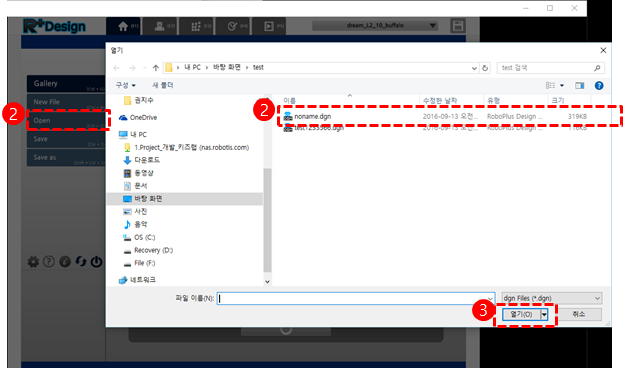 R+Design
dream_L2_10_buffalo
열기
내 PC > 바탕 화면 > test
test 검색
구성
새 폴더
Gallery
New File
Open
Save
Save as
2
2
권지수
OneDrive
내 PC
1.Project_개발_키즈랩 (nas.robotis.com)
다운로드
동영상
문서
바탕 화면
사진
음악
OS (C:)
Recovery (D:)
File (F:)
네트워크
이름 수정한 날짜 유형 크기
noname.dgn 2016-09-13 오전... RoboPlus Design ... 319KB
2016-09-13 오전... RoboPlus Design ...
파일 이름(N):
dgn Files (*.dgn)
3
열기(O)
취소